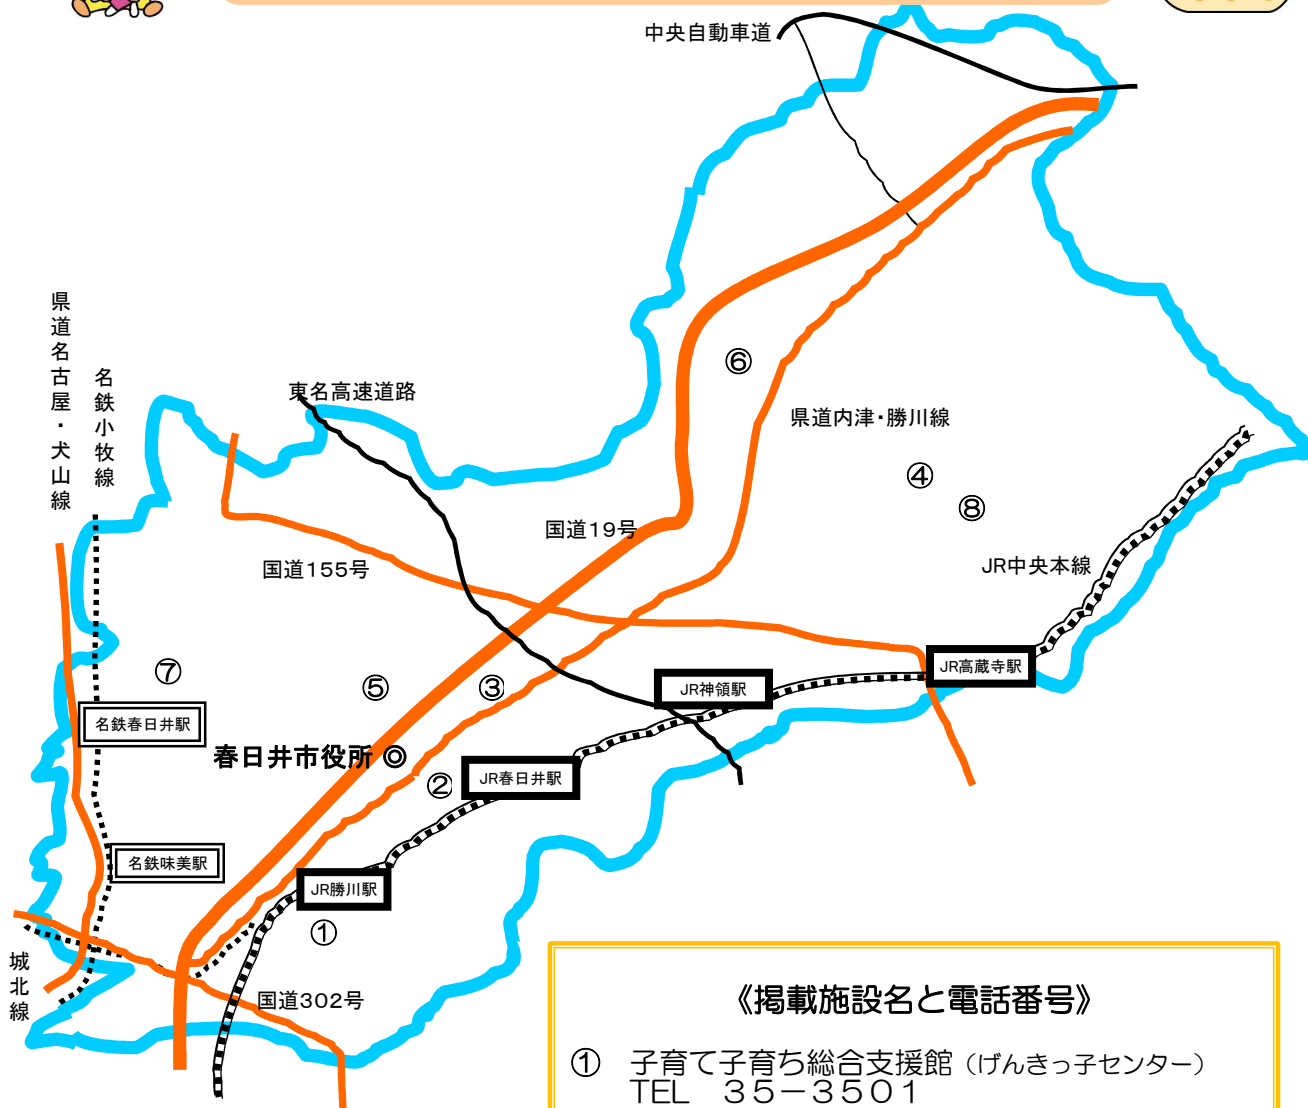 中央自動車道
県道名古屋・犬山線
名鉄小牧線
東名高速道路
⑥
県道内津・勝川線
④
⑧
国道19号
国道155号
JR中央本線
JR高蔵寺駅
⑦
⑤
③
JR神領駅
名鉄春日井駅
春日井市役所 ◎
②
JR春日井駅
名鉄味美駅
JR勝川駅
①
城北線
国道302号
《掲載施設名と電話番号》
① 子育て子育ち総合支援館（げんきっ子センター）
TEL 35－3501